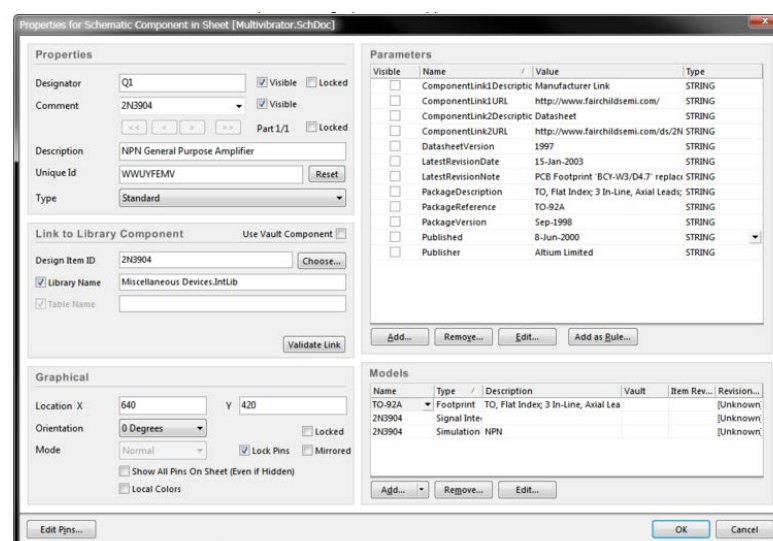 Properties for Schematic Component in Sheet [Multivibrator.SchDoc]
Properties
Designator Q1 Visible Locked
Comment 2N3904 Visible
<< < > >> Part 1/1 Locked
Description NPN General Purpose Amplifier
Unique Id WWUYFEMV Reset
Type Standard
Link to Library Component Use Vault Component
Design Item ID 2N3904 Choose...
Library Name Miscellaneous Devices.IntLib
Table Name
Validate Link
Graphical
Location X 640 Y 420
Orientation 0 Degrees Locked
Mode Normal Lock Pins Mirrored
Show All Pins On Sheet (Even if Hidden)
Local Colors
Parameters
Visible Name / Value Type
ComponentLink1Descriptic Manufacturer Link STRING
ComponentLink1URL http://www.fairchildsemi.com/ STRING
ComponentLink2Descriptic Datasheet STRING
ComponentLink2URL http://www.fairchildsemi.com/ds/2N STRING
DatasheetVersion 1997 STRING
LatestRevisionDate 15-Jan-2003 STRING
LatestRevisionNote PCB Footprint 'BCY-W3/D4.7' replac STRING
PackageDescription TO, Flat Index; 3 In-Line, Axial Leads; STRING
PackageReference TO-92A STRING
PackageVersion Sep-1998 STRING
Published 8-Jun-2000 STRING
Publisher Altium Limited STRING
Add... Remove... Edit... Add as Rule...
Models
Name Type / Description Vault Item Rev... Revision...
TO-92A Footprint TO, Flat Index; 3 In-Line, Axial Lea [Unknown]
2N3904 Signal Inte [Unknown]
2N3904 Simulation NPN [Unknown]
Add... Remove... Edit...
Edit Pins... OK Cancel